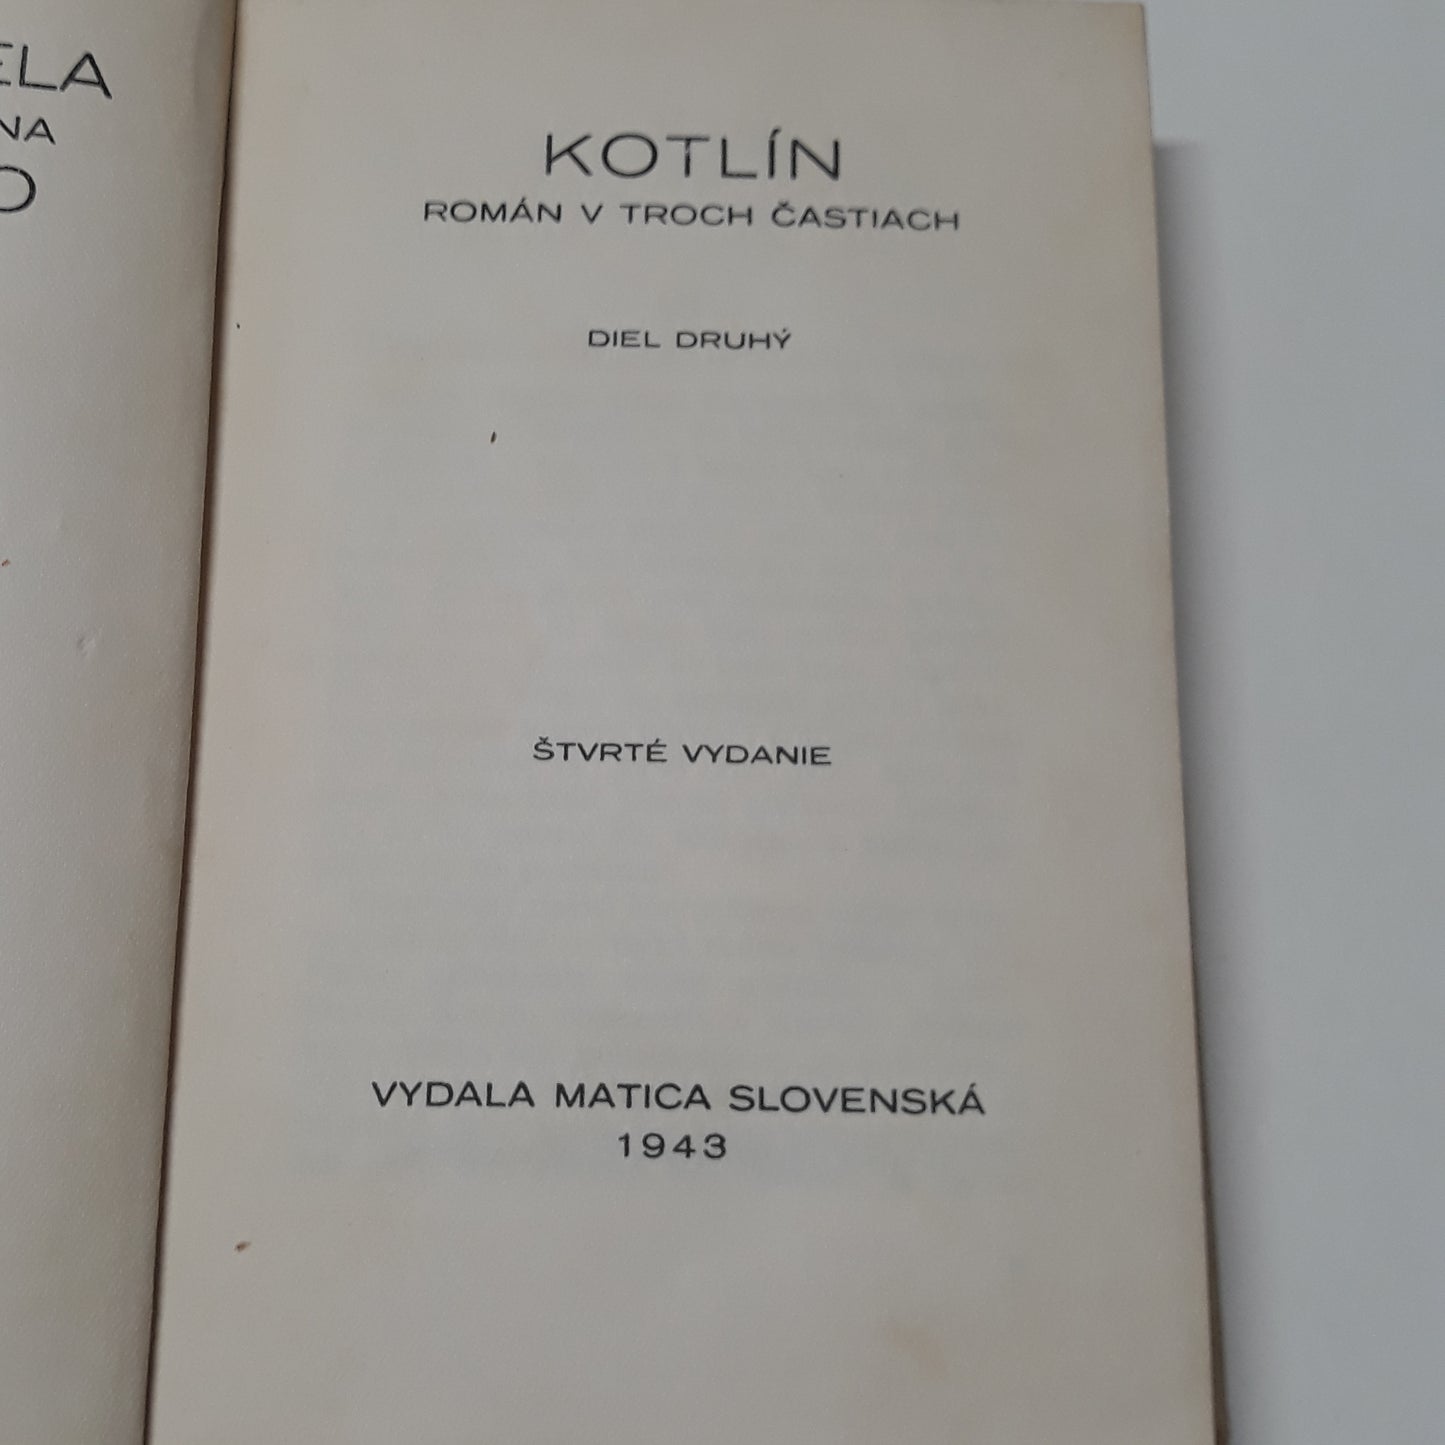 KOTLÍN
ROMÁN V TROCH ČASTIACH
DIEL DRUHÝ
ŠTVRTÉ VYDANIE
VYDALA MATICA SLOVENSKÁ
1943